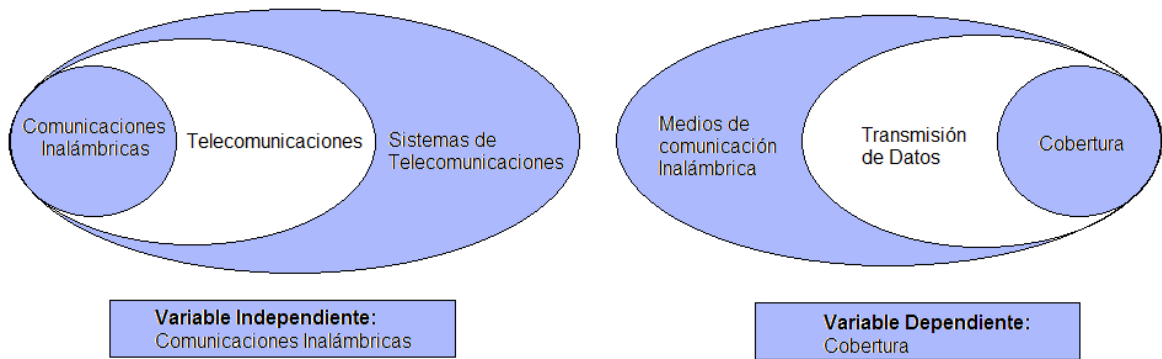 Comunicaciones
Inalámbricas
Telecomunicaciones
Sistemas de
Telecomunicaciones
Medios de
comunicación
Inalámbrica
Transmisión
de Datos
Cobertura
Variable Independiente:
Comunicaciones Inalámbricas
Variable Dependiente:
Cobertura